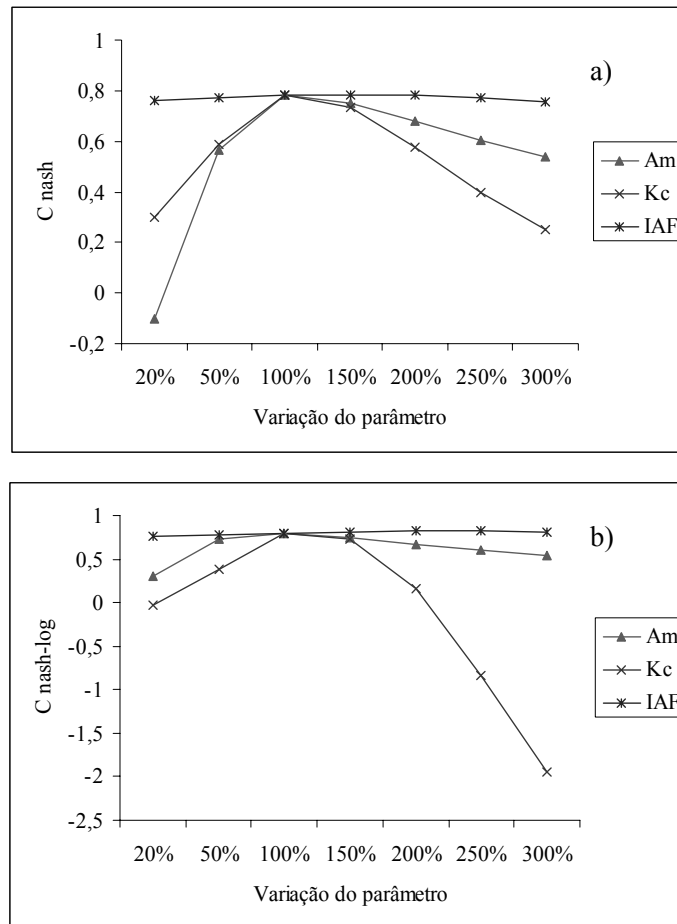 a)
C nash
1
0,8
0,6
0,4
0,2
0
-0,2
20% 50% 100% 150% 200% 250% 300%
Variação do parâmetro
Am
Kc
IAF
b)
C nash-log
1
0,5
0
-0,5
-1
-1,5
-2
-2,5
20% 50% 100% 150% 200% 250% 300%
Variação do parâmetro
Am
Kc
IAF